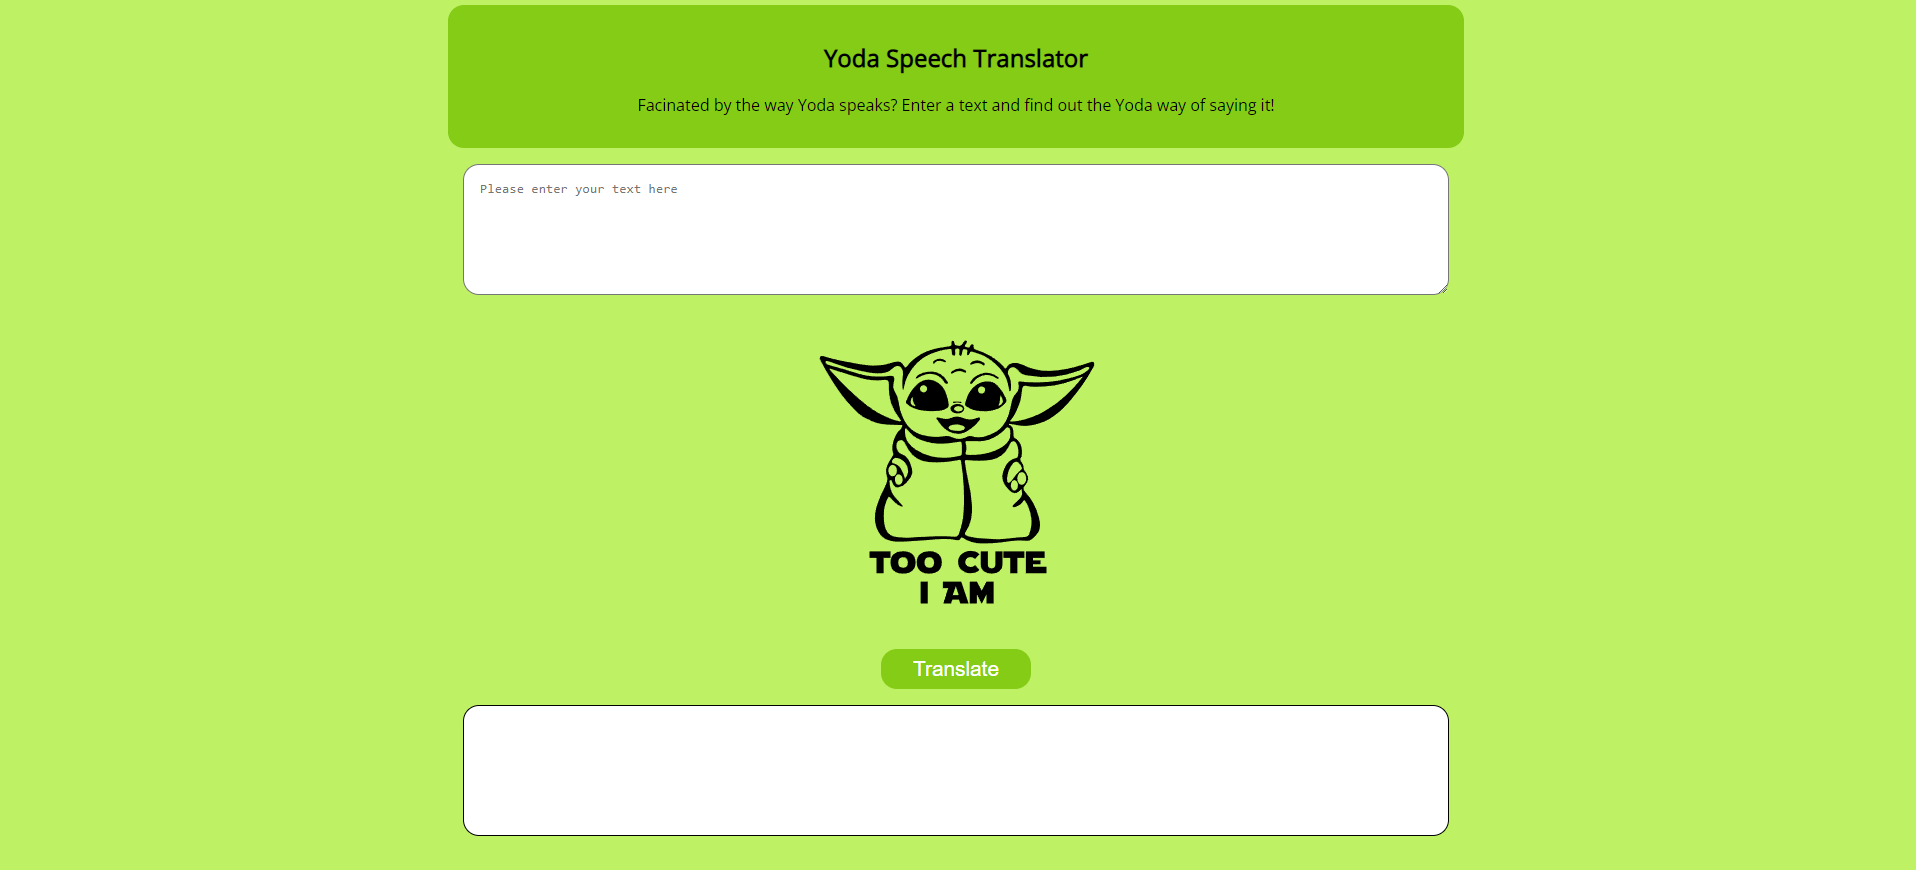 Yoda Speech Translator
Facinated by the way Yoda speaks? Enter a text and find out the Yoda way of saying it!
Please enter your text here
TOO CUTE
I AM
Translate